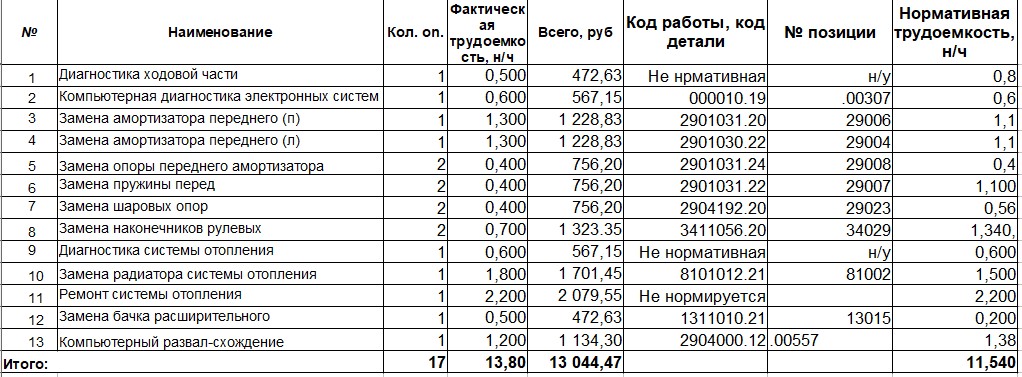 № Наименование Кол. оп. Фактическая трудоемкость, н/ч Всего, руб Код работы, код детали № позиции Нормативная трудоемкость, н/ч
1 Диагностика ходовой части 1 0,500 472,63 Не нрмативная н/у 0,8
2 Компьютерная диагностика электронных систем 1 0,600 567,15 000010.19 .00307 0,6
3 Замена амортизатора переднего (п) 1 1,300 1 228,83 2901031.20 29006 1,1
4 Замена амортизатора переднего (л) 1 1,300 1 228,83 2901030.22 29004 1,1
5 Замена опоры переднего амортизатора 2 0,400 756,20 2901031.24 29008 0,4
6 Замена пружины перед 2 0,400 756,20 2901031.22 29007 1,100
7 Замена шаровых опор 2 0,400 756,20 2904192.20 29023 0,56
8 Замена наконечников рулевых 2 0,700 1 323.35 3411056.20 34029 1,340,
9 Диагностика системы отопления 1 0,600 567,15 Не нормативная н/у 0,600
10 Замена радиатора системы отопления 1 1,800 1 701,45 8101012.21 81002 1,500
11 Ремонт системы отопления 1 2,200 2 079,55 Не нормируется 2,200
12 Замена бачка расширительного 1 0,500 472,63 1311010.21 13015 0,200
13 Компьютерный развал-схождение 1 1,200 1 134,30 2904000.12 .00557 1,38
Итого: 17 13,80 13 044,47 11,540